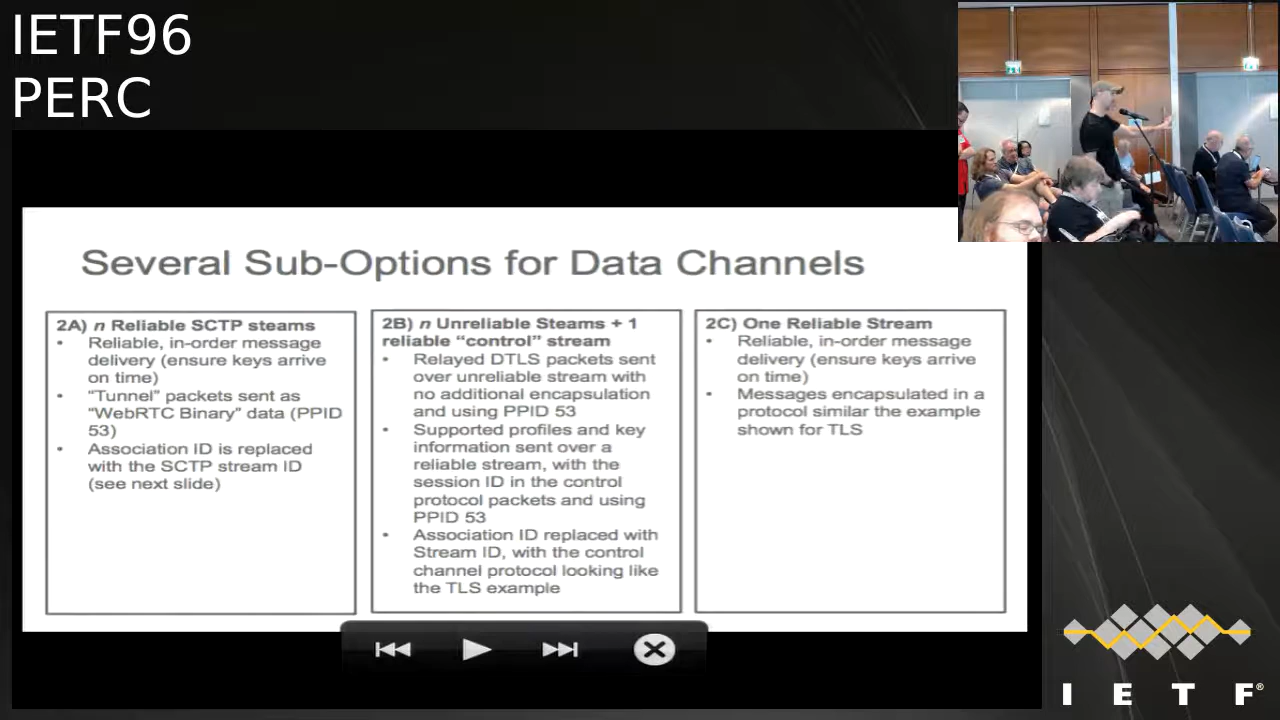 IETF96
PERC
Several Sub-Options for Data Channels
2A) n Reliable SCTP steams
• Reliable, in-order message
delivery (ensure keys arrive
on time)
• “Tunnel” packets sent as
“WebRTC Binary” data (PPID
53)
• Association ID is replaced
with the SCTP stream ID
(see next slide)
2B) n Unreliable Steams + 1
reliable “control” stream
• Relayed DTLS packets sent
over unreliable stream with
no additional encapsulation
and using PPID 53
• Supported profiles and key
information sent over a
reliable stream, with the
session ID in the control
protocol packets and using
PPID 53
• Association ID replaced with
Stream ID, with the control
channel protocol looking like
the TLS example
2C) One Reliable Stream
• Reliable, in-order message
delivery (ensure keys arrive
on time)
• Messages encapsulated in a
protocol similar the example
shown for TLS
I E T F®